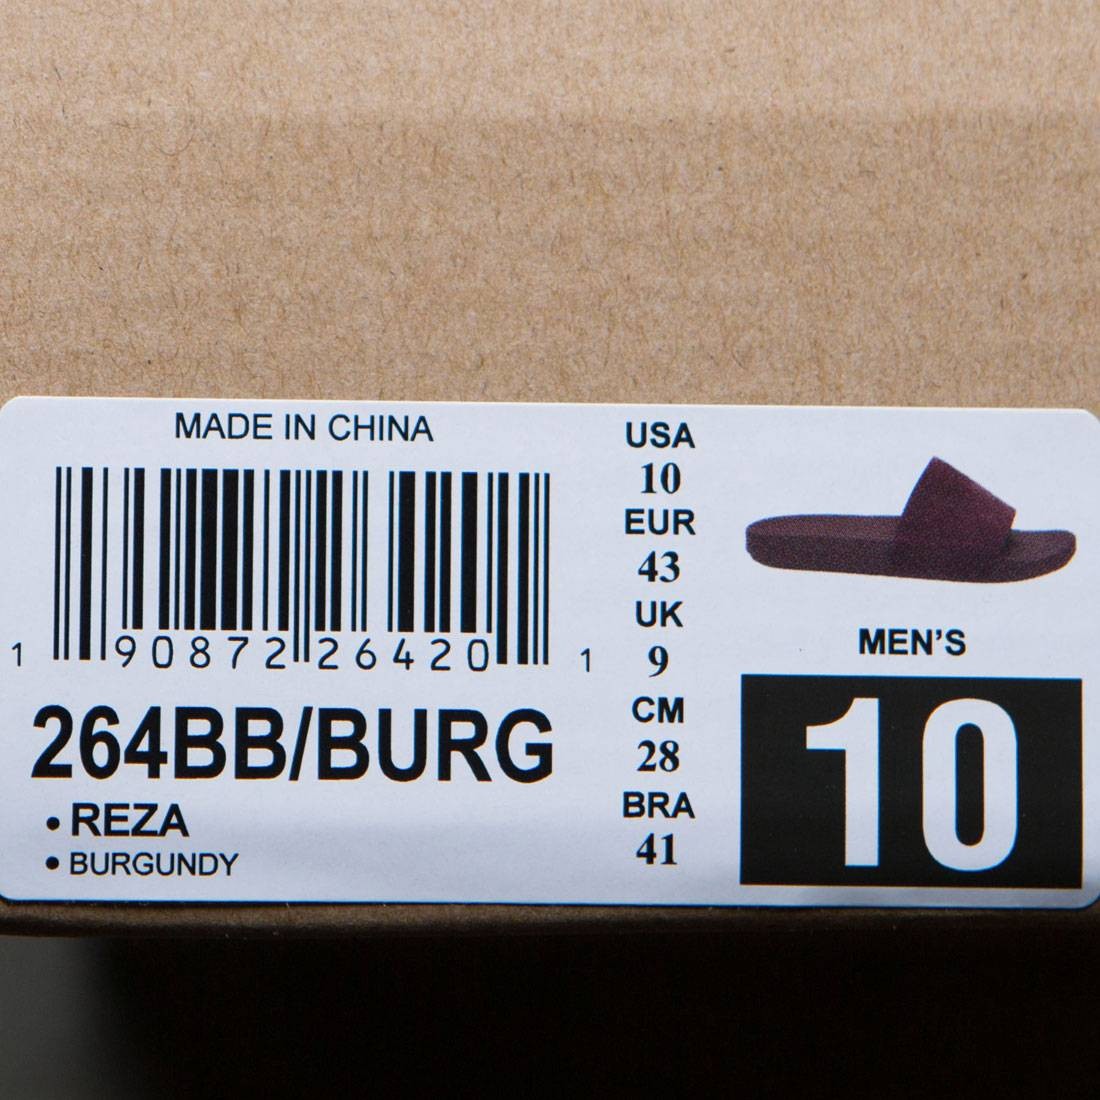 MADE IN CHINA
1 90872 26420 1
264BB/BURG
• REZA
• BURGUNDY
USA
10
EUR
43
UK
9
CM
28
BRA
41
MEN'S
10